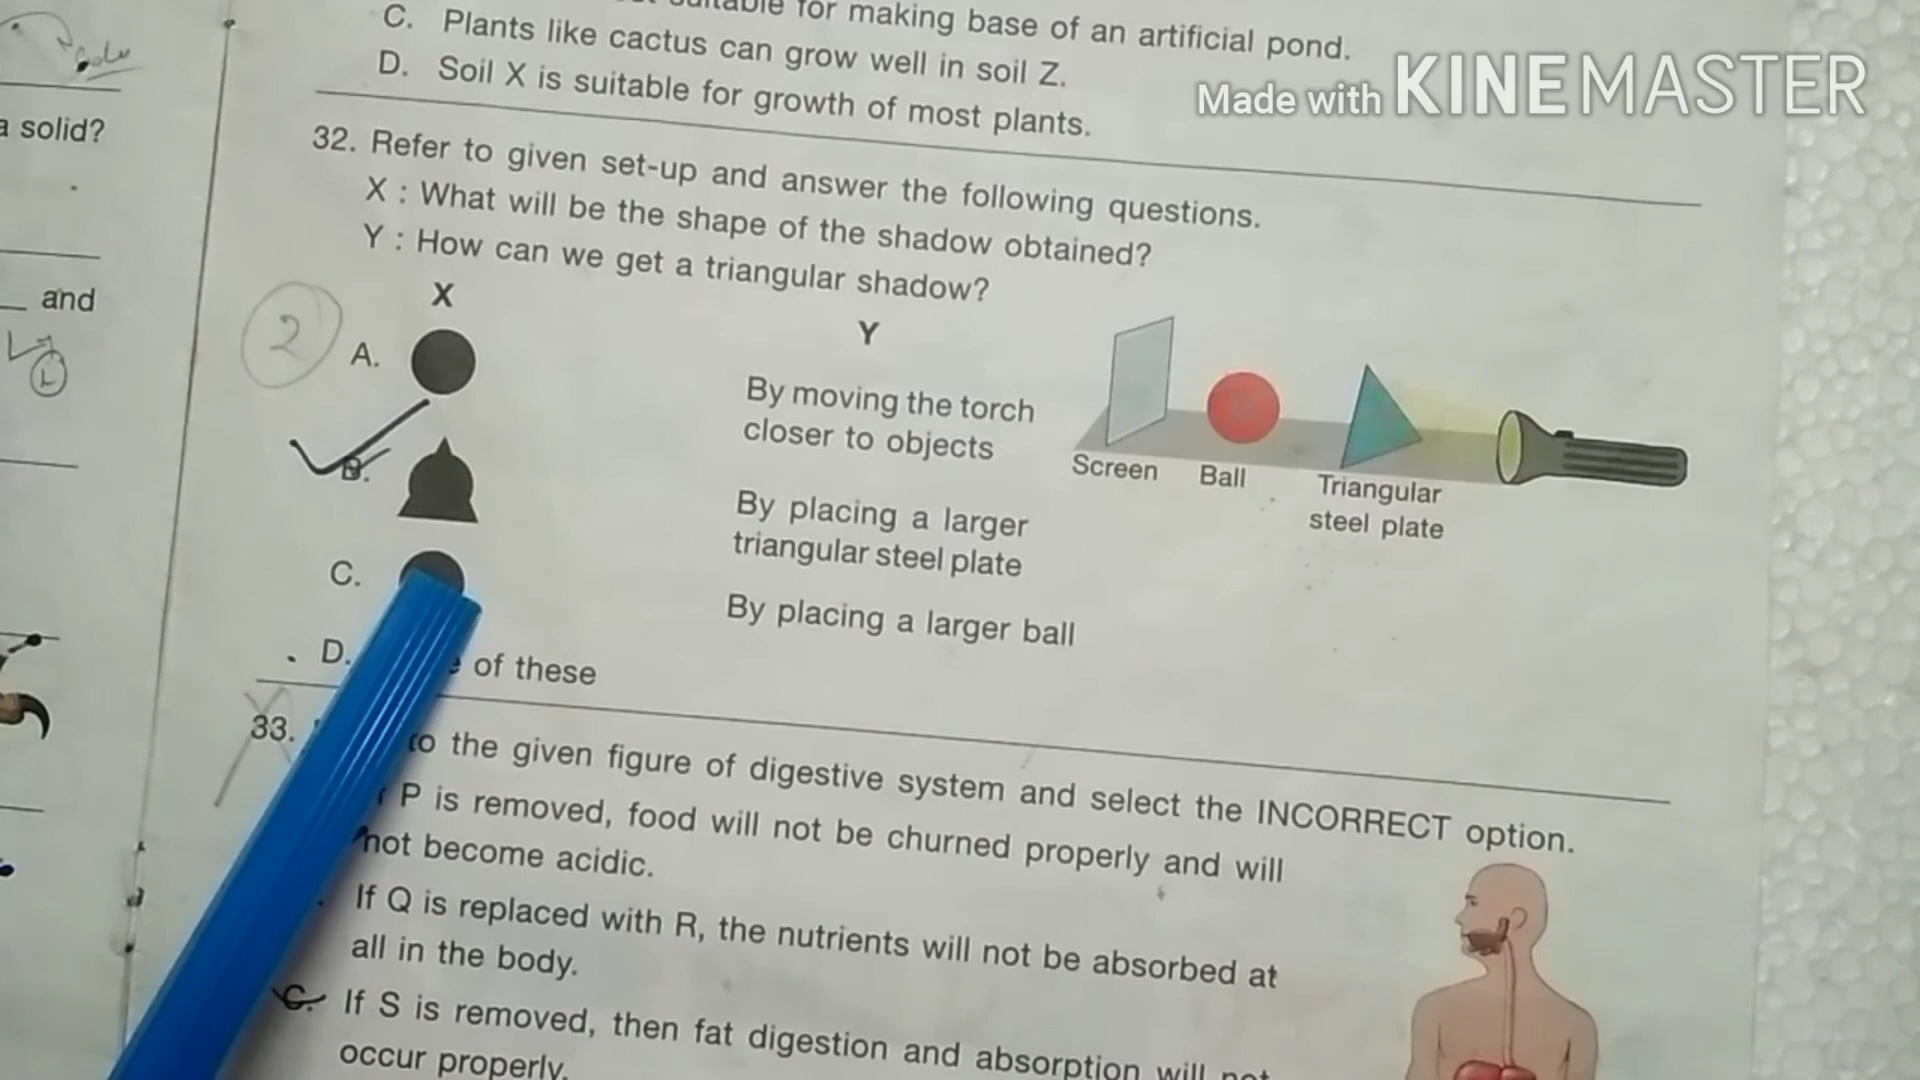 suitable for making base of an artificial pond.
C. Plants like cactus can grow well in soil Z.
D. Soil X is suitable for growth of most plants.
Made with KINEMASTER
a solid?
and
32. Refer to given set-up and answer the following questions.
X : What will be the shape of the shadow obtained?
Y : How can we get a triangular shadow?
X
Y
2
A.
By moving the torch
closer to objects
B.
By placing a larger
triangular steel plate
C.
By placing a larger ball
D. of these
Screen
Ball
Triangular
steel plate
33. to the given figure of digestive system and select the INCORRECT option.
P is removed, food will not be churned properly and will
not become acidic.
If Q is replaced with R, the nutrients will not be absorbed at
all in the body.
C. If S is removed, then fat digestion and absorption will not
occur properly.